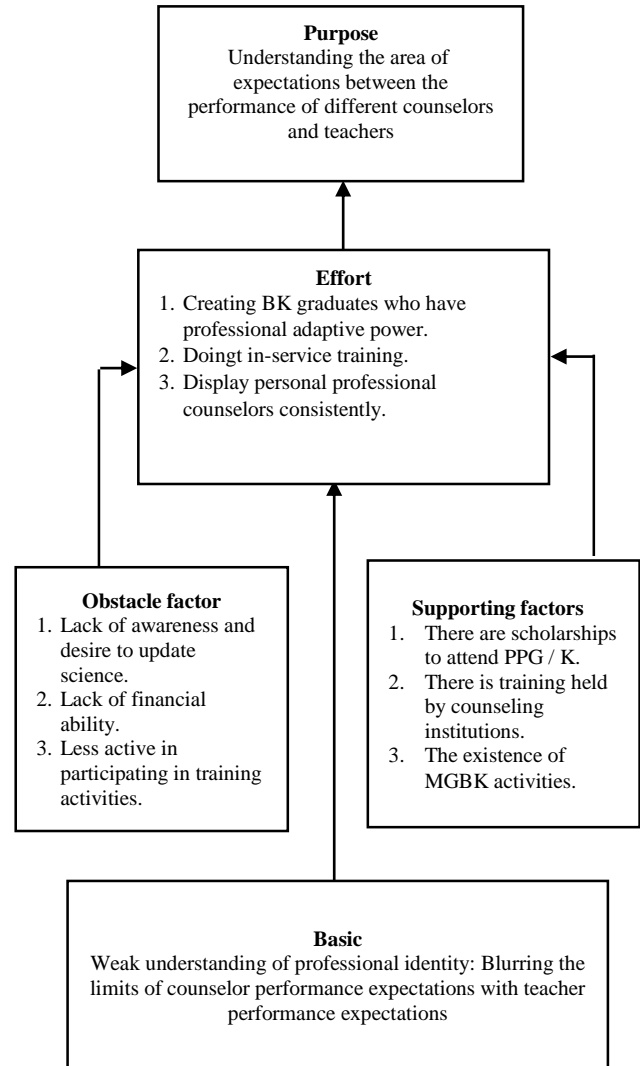 Purpose
Understanding the area of
expectations between the
performance of different counselors
and teachers
Effort
1. Creating BK graduates who have
professional adaptive power.
2. Doingt in-service training.
3. Display personal professional
counselors consistently.
Obstacle factor
1. Lack of awareness and
desire to update
science.
2. Lack of financial
ability.
3. Less active in
participating in training
activities.
Supporting factors
1. There are scholarships
to attend PPG / K.
2. There is training held
by counseling
institutions.
3. The existence of
MGBK activities.
Basic
Weak understanding of professional identity: Blurring the
limits of counselor performance expectations with teacher
performance expectations